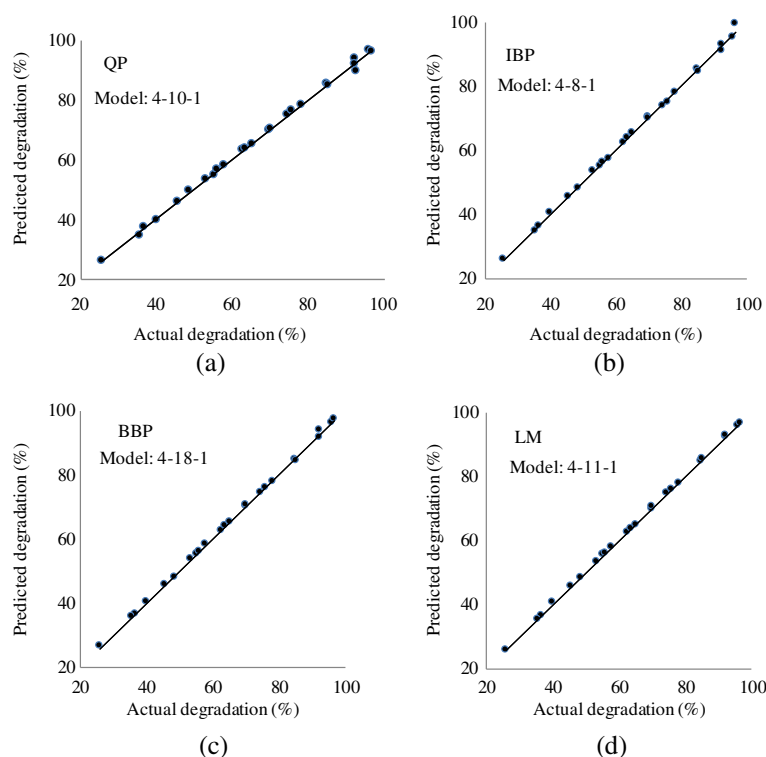 100
80
60
40
20
20 40 60 80 100
Predicted degradation (%)
QP
Model: 4-10-1
Actual degradation (%)
(a)
100
80
60
40
20
20 40 60 80 100
Predicted degradation (%)
IBP
Model: 4-8-1
Actual degradation (%)
(b)
100
80
60
40
20
20 40 60 80 100
Predicted degradation (%)
BBP
Model: 4-18-1
Actual degradation (%)
(c)
100
80
60
40
20
20 40 60 80 100
Predicted degradation (%)
LM
Model: 4-11-1
Actual degradation (%)
(d)